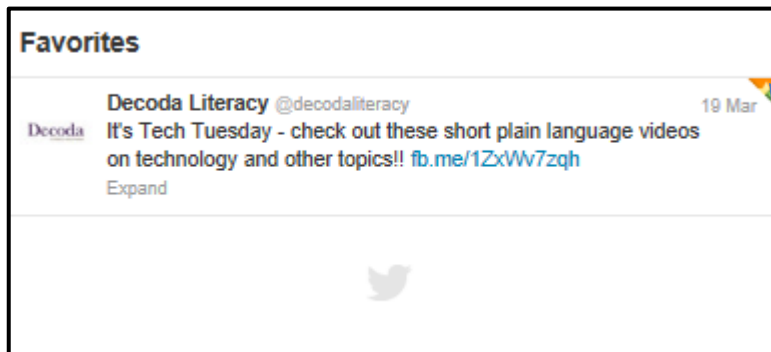 Favorites
Decoda Literacy @decodaliteracy 19 Mar
Decoda
It's Tech Tuesday - check out these short plain language videos
on technology and other topics!! fb.me/1ZxWv7zqh
Expand